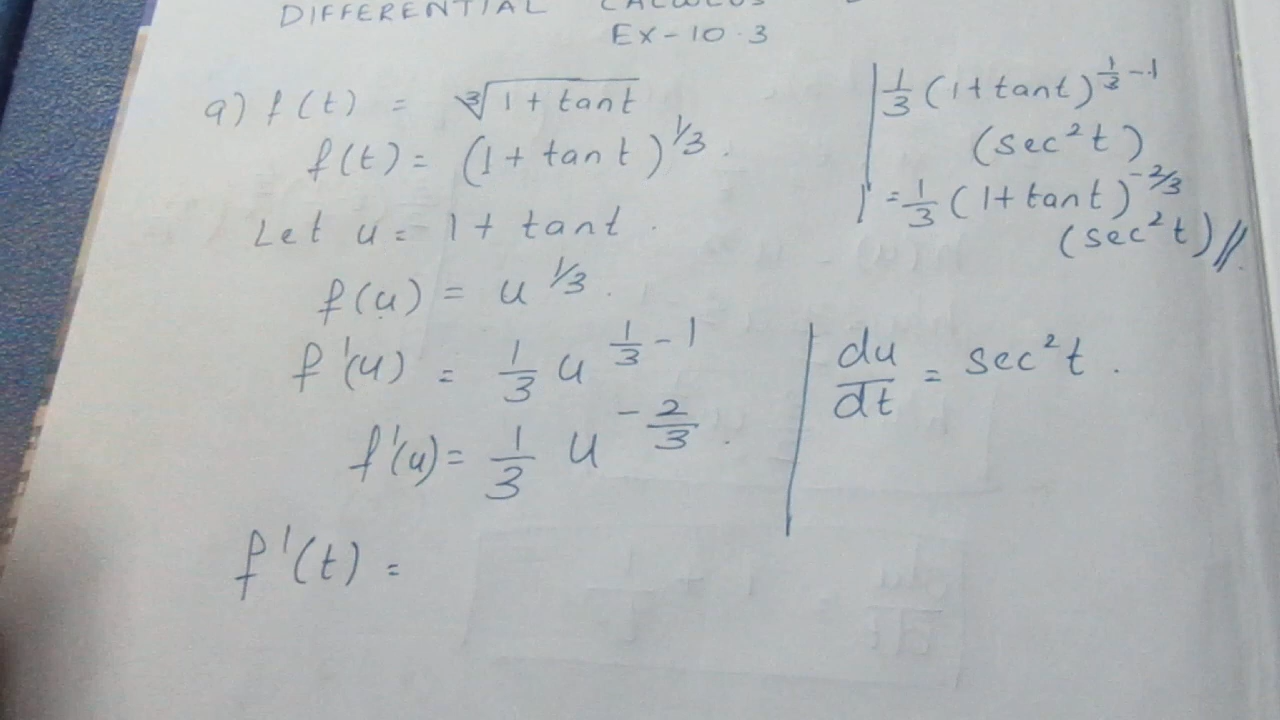 DIFFERENTIAL CALCULUS
EX-10.3
9) f(t) = ∛(1 + tant)
f(t) = (1 + tan t)^1/3.
Let u = 1 + tant.
f(u) = u^1/3.
f'(u) = 1/3 u^(1/3 - 1)
f'(u) = 1/3 u^(-2/3).
f'(t) =
1/3 (1 + tant)^(1/3 - 1)
(sec²t)
= 1/3 (1 + tant)^(-2/3)
(sec²t)//.
du/dt = sec²t.